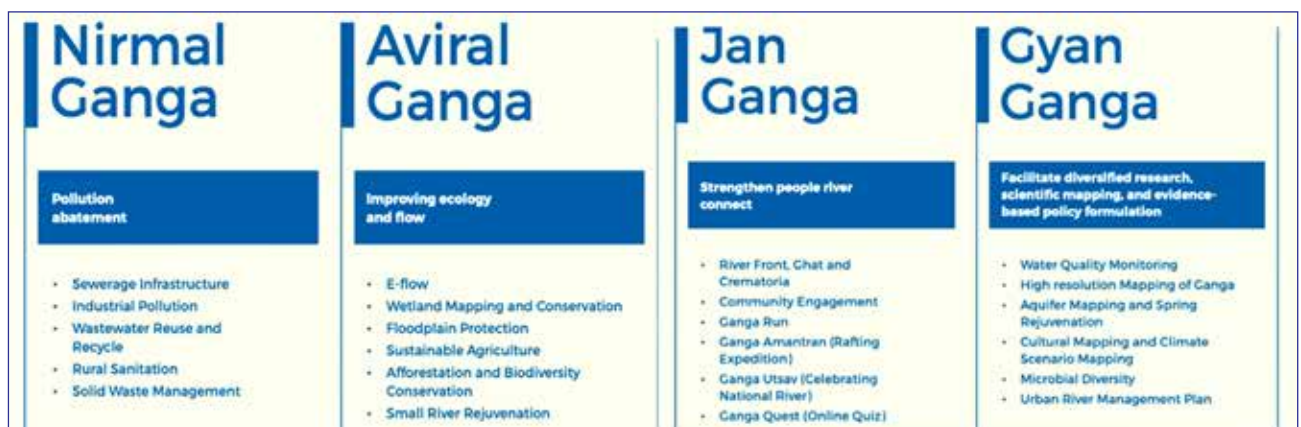 Nirmal
Ganga
Pollution
abatement
• Sewerage Infrastructure
• Industrial Pollution
• Wastewater Reuse and
Recycle
• Rural Sanitation
• Solid Waste Management
Aviral
Ganga
Improving ecology
and flow
• E-flow
• Wetland Mapping and Conservation
• Floodplain Protection
• Sustainable Agriculture
• Afforestation and Biodiversity
Conservation
• Small River Rejuvenation
Jan
Ganga
Strengthen people river
connect
• River Front, Ghat and
Crematoria
• Community Engagement
• Ganga Run
• Ganga Amantran (Rafting
Expedition)
• Ganga Utsav (Celebrating
National River)
• Ganga Quest (Online Quiz)
Gyan
Ganga
Facilitate diversified research,
scientific mapping, and evidence-
based policy formulation
• Water Quality Monitoring
• High resolution Mapping of Ganga
• Aquifer Mapping and Spring
Rejuvenation
• Cultural Mapping and Climate
Scenario Mapping
• Microbial Diversity
• Urban River Management Plan